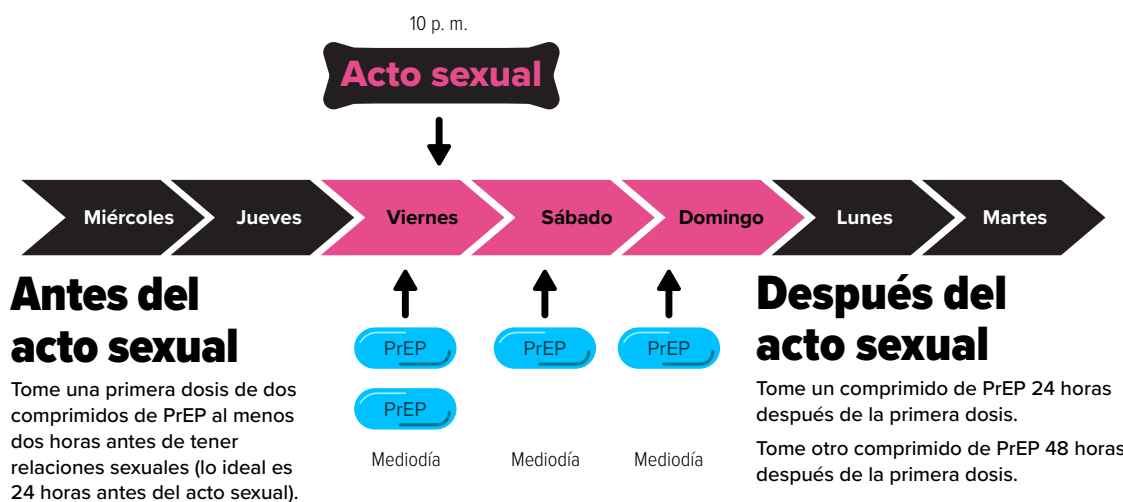 10 p. m.
Acto sexual
Miércoles
Jueves
Viernes
Sábado
Domingo
Lunes
Martes
Antes del
acto sexual
Tome una primera dosis de dos
comprimidos de PrEP al menos
dos horas antes de tener
relaciones sexuales (lo ideal es
24 horas antes del acto sexual).
PrEP
PrEP
Mediodía
PrEP
Mediodía
PrEP
Mediodía
Después del
acto sexual
Tome un comprimido de PrEP 24 horas
después de la primera dosis.
Tome otro comprimido de PrEP 48 horas
después de la primera dosis.